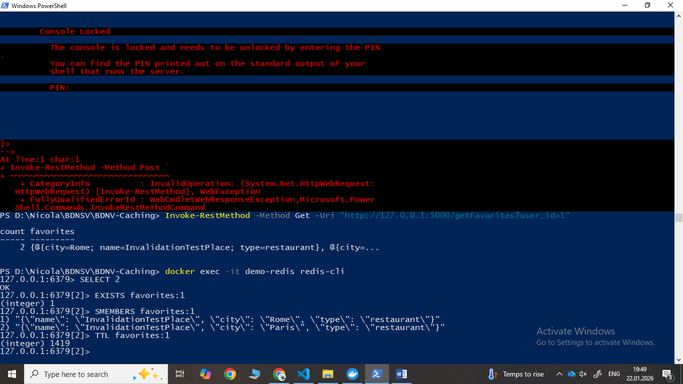 Windows PowerShell
Console Locked
The console is locked and needs to be unlocked by entering the PIN
.
You can find the PIN printed out on the standard output of your
shell that runs the server.
PIN:
]>
-->
At line:1 char:1
+ Invoke-RestMethod -Method Post `
+ ~~~~~~~~~~~~~~~~~~~~~~~~~~~~~~~~
+ CategoryInfo : InvalidOperation: (System.Net.HttpWebRequest:
HttpWebRequest) [Invoke-RestMethod], WebException
+ FullyQualifiedErrorId : WebCmdletWebResponseException,Microsoft.Power
Shell.Commands.InvokeRestMethodCommand
PS D:\Nicola\BDNSV\BDNV-Caching> Invoke-RestMethod -Method Get -Uri "http://127.0.0.1:5000/getFavorites?user_id=1"
count favorites
----- ---------
2 {@{city=Rome; name=InvalidationTestPlace; type=restaurant}, @{city=...
PS D:\Nicola\BDNSV\BDNV-Caching> docker exec -it demo-redis redis-cli
127.0.0.1:6379> SELECT 2
OK
127.0.0.1:6379[2]> EXISTS favorites:1
(integer) 1
127.0.0.1:6379[2]> SMEMBERS favorites:1
1) "{\"name\": \"InvalidationTestPlace\", \"city\": \"Rome\", \"type\": \"restaurant\"}"
2) "{\"name\": \"InvalidationTestPlace\", \"city\": \"Paris\", \"type\": \"restaurant\"}"
127.0.0.1:6379[2]> TTL favorites:1
(integer) 1419
127.0.0.1:6379[2]>
Activate Windows
Go to Settings to activate Windows.
Type here to search
Temps to rise
ENG
19:49
22.01.2026
3